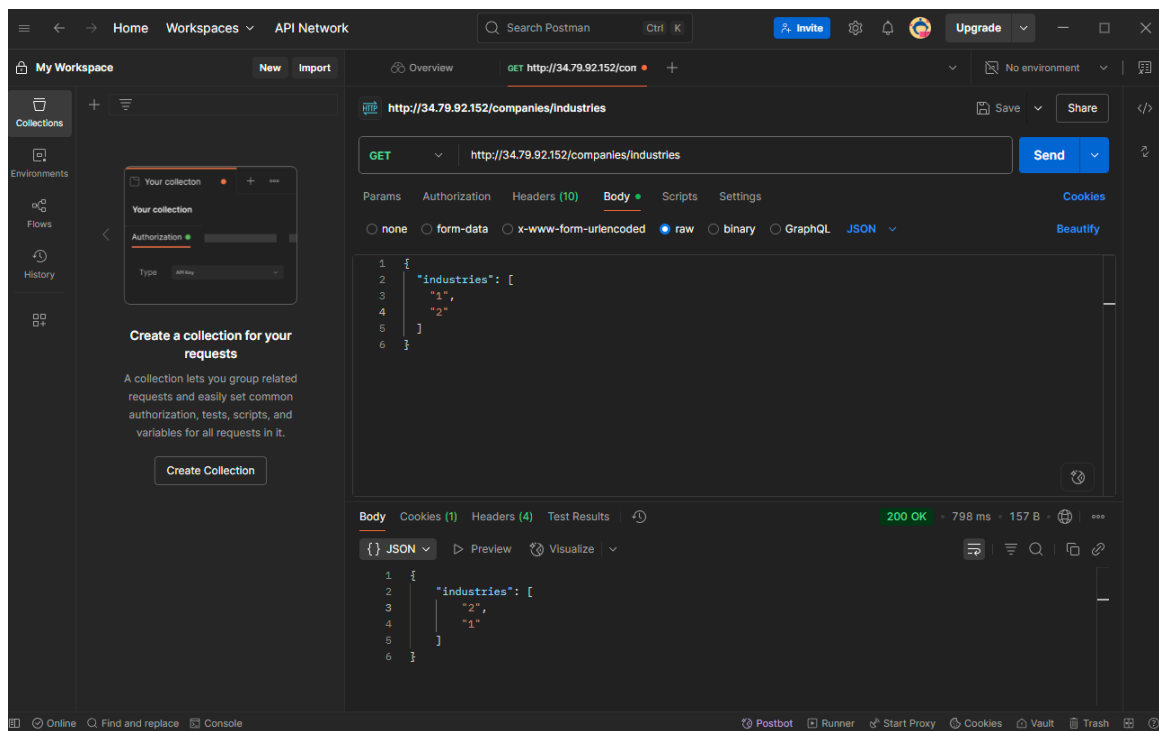 Home Workspaces API Network Search Postman Ctrl K Invite Upgrade
My Workspace New Import Overview GET http://34.79.92.152/con No environment
Collections
Environments
Flows
History
Your collecton
Your collection
Authorization
Type API Key
Create a collection for your
requests
A collection lets you group related
requests and easily set common
authorization, tests, scripts, and
variables for all requests in it.
Create Collection
HTTP http://34.79.92.152/companies/industries Save Share
GET http://34.79.92.152/companies/industries Send
Params Authorization Headers (10) Body Scripts Settings Cookies
none form-data x-www-form-urlencoded raw binary GraphQL JSON Beautify
1 {
2 "industries": [
3 "1",
4 "2"
5 ]
6 }
Body Cookies (1) Headers (4) Test Results 200 OK 798 ms 157 B
{} JSON Preview Visualize
1 {
2 "industries": [
3 "2",
4 "1"
5 ]
6 }
Online Find and replace Console Postbot Runner Start Proxy Cookies Vault Trash